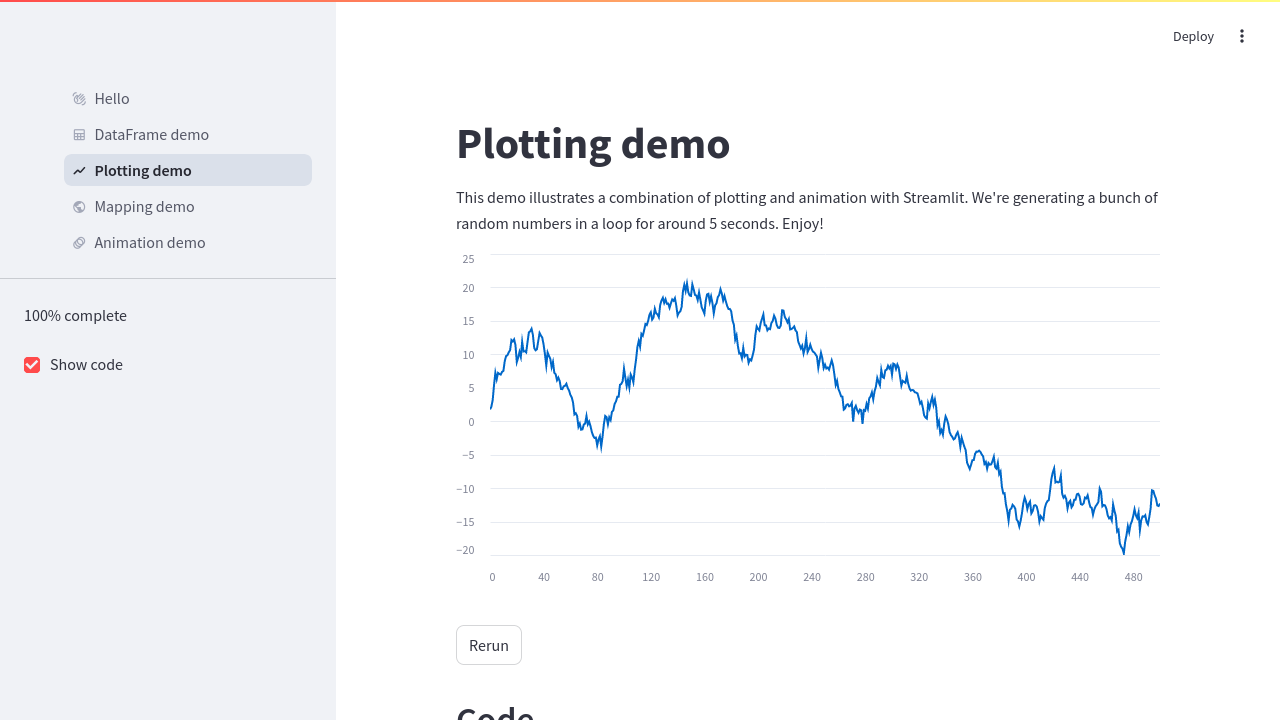 Deploy
Hello
DataFrame demo
Plotting demo
Mapping demo
Animation demo
100% complete
Show code
Plotting demo
This demo illustrates a combination of plotting and animation with Streamlit. We're generating a bunch of
random numbers in a loop for around 5 seconds. Enjoy!
25
20
15
10
5
0
−5
−10
−15
−20
0 40 80 120 160 200 240 280 320 360 400 440 480
Rerun
Code